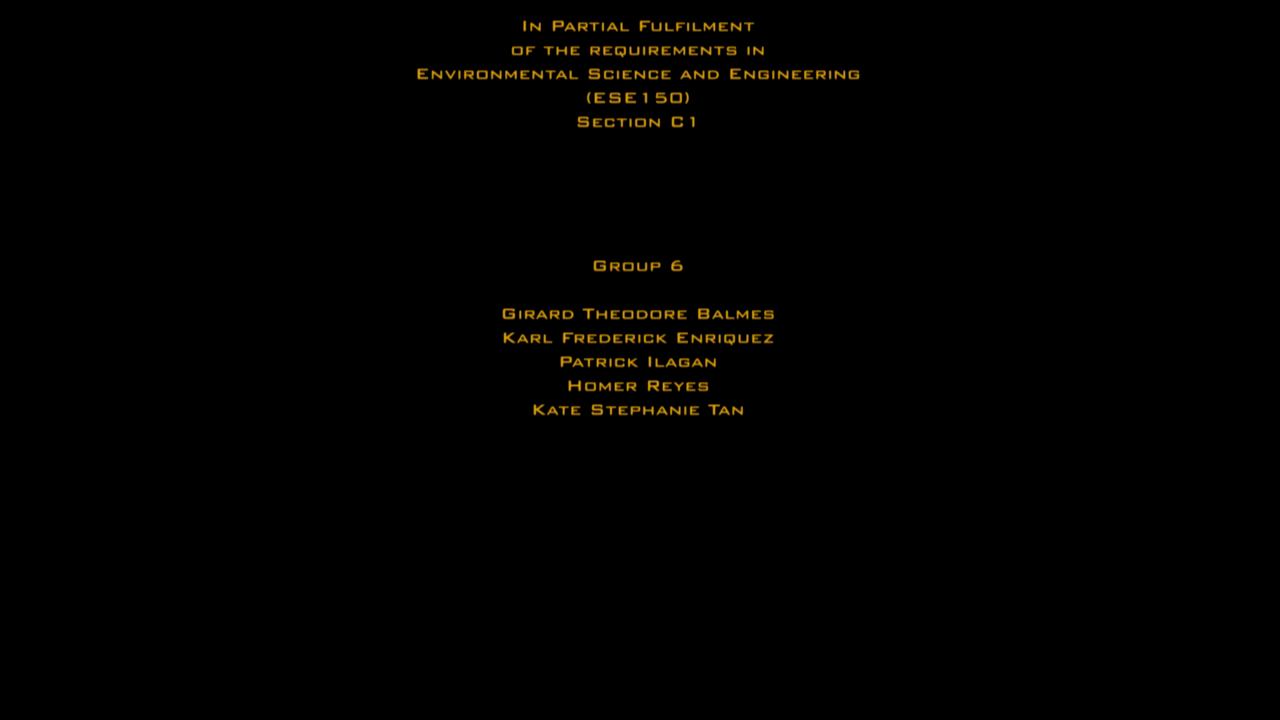 In Partial Fulfilment
of the requirements in
Environmental Science and Engineering
(ESE150)
Section C1
Group 6
Girard Theodore Balmes
Karl Frederick Enriquez
Patrick Ilagan
Homer Reyes
Kate Stephanie Tan